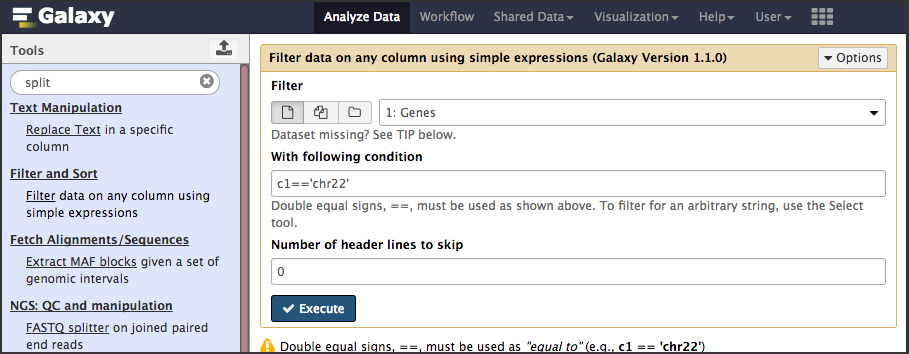 Galaxy
Analyze Data Workflow Shared Data Visualization Help User
Tools
split
Text Manipulation
Replace Text in a specific
column
Filter and Sort
Filter data on any column using
simple expressions
Fetch Alignments/Sequences
Extract MAF blocks given a set of
genomic intervals
NGS: QC and manipulation
FASTQ splitter on joined paired
end reads
Filter data on any column using simple expressions (Galaxy Version 1.1.0)
Options
Filter
1: Genes
Dataset missing? See TIP below.
With following condition
c1=='chr22'
Double equal signs, ==, must be used as shown above. To filter for an arbitrary string, use the Select
tool.
Number of header lines to skip
0
Execute
Double equal signs, ==, must be used as "equal to" (e.g., c1 == 'chr22')